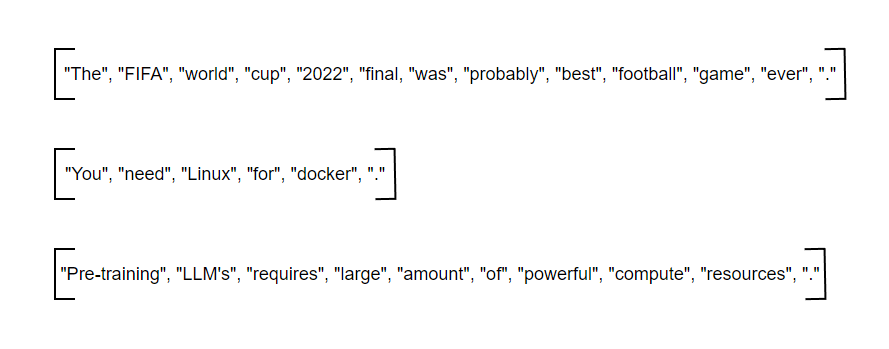 ["The", "FIFA", "world", "cup", "2022", "final, "was", "probably", "best", "football", "game", "ever", "."]
["You", "need", "Linux", "for", "docker", "."]
["Pre-training", "LLM's", "requires", "large", "amount", "of", "powerful", "compute", "resources", "."]